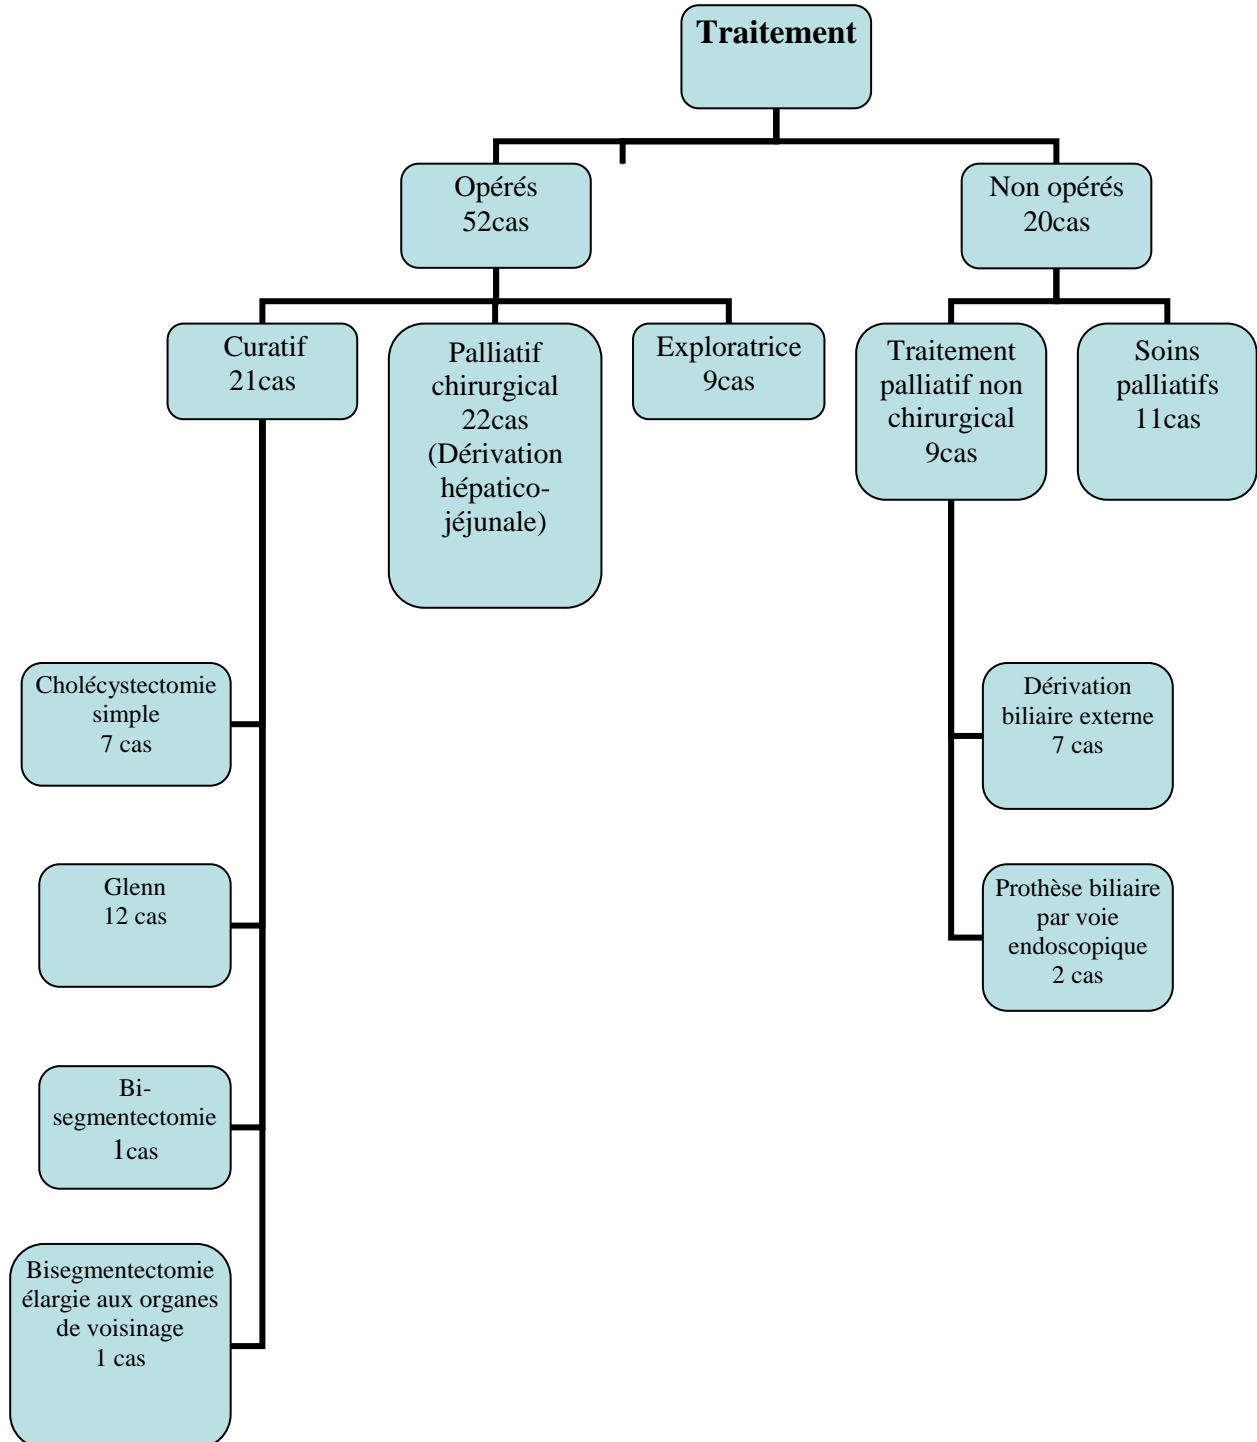 Traitement
Opérés
52cas
Non opérés
20cas
Curatif
21cas
Palliatif
chirurgical
22cas
(Dérivation
hépatico-
jéjunale)
Exploratrice
9cas
Traitement
palliatif non
chirurgical
9cas
Soins
palliatifs
11cas
Cholécystectomie
simple
7 cas
Dérivation
biliaire externe
7 cas
Glenn
12 cas
Prothèse biliaire
par voie
endoscopique
2 cas
Bi-
segmentectomie
1cas
Bisegmentectomie
élargie aux organes
de voisinage
1 cas